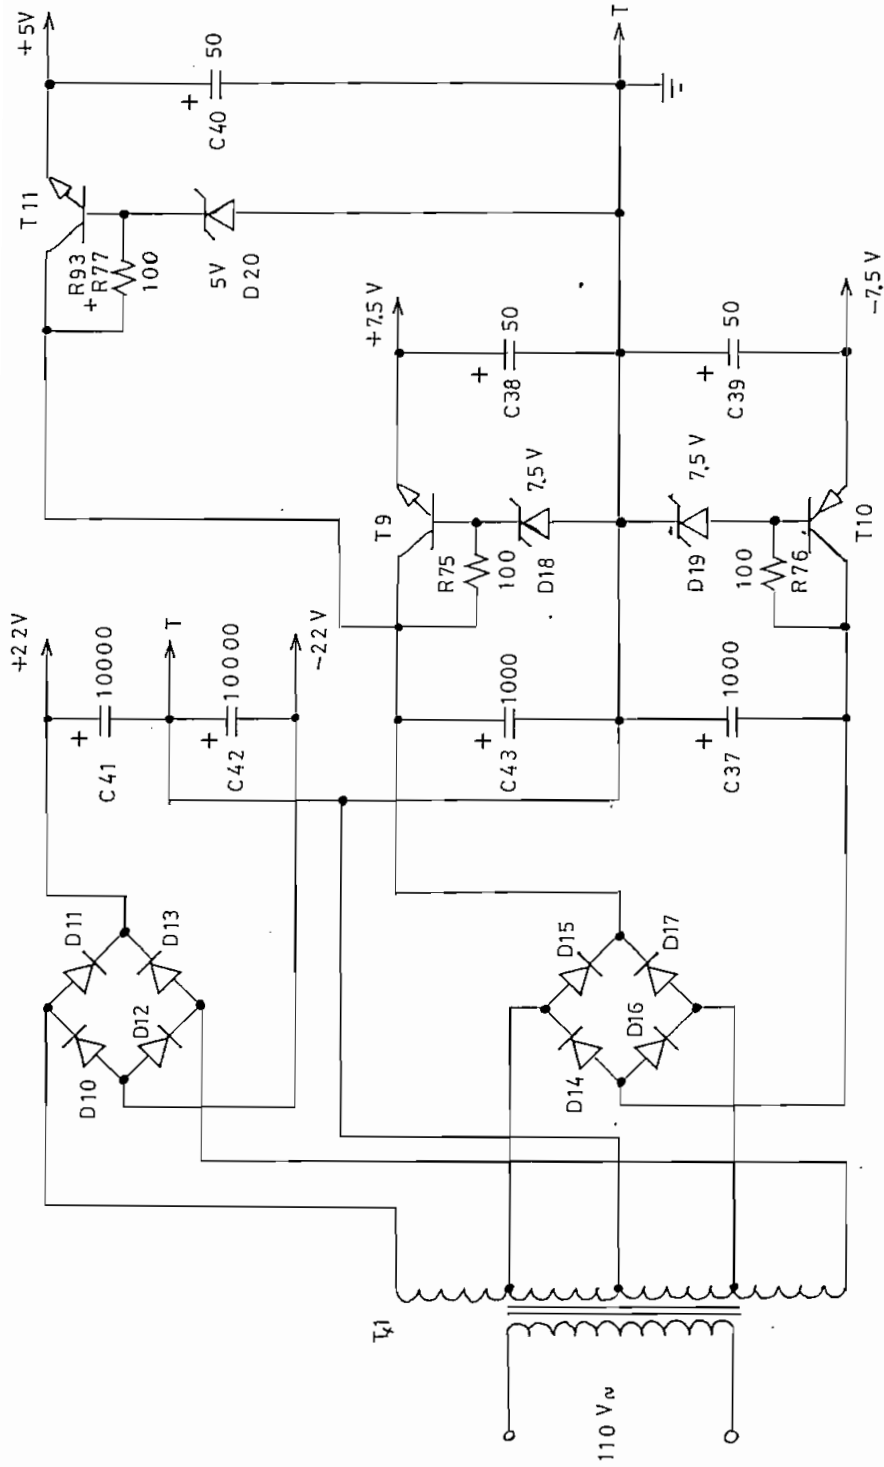 +5V
50
+
C40
T
T11
R93
+
R77
100
5V
D20
+7.5 V
50
+
C38
-7.5 V
50
+
C39
T9
R75
100
7.5 V
D18
7.5 V
D19
100
R76
T10
+22V
10000
+
C41
T
10000
+
C42
-22V
1000
+
C43
1000
+
C37
D11
D13
D10
D12
D15
D17
D14
D16
Tx1
110 V~